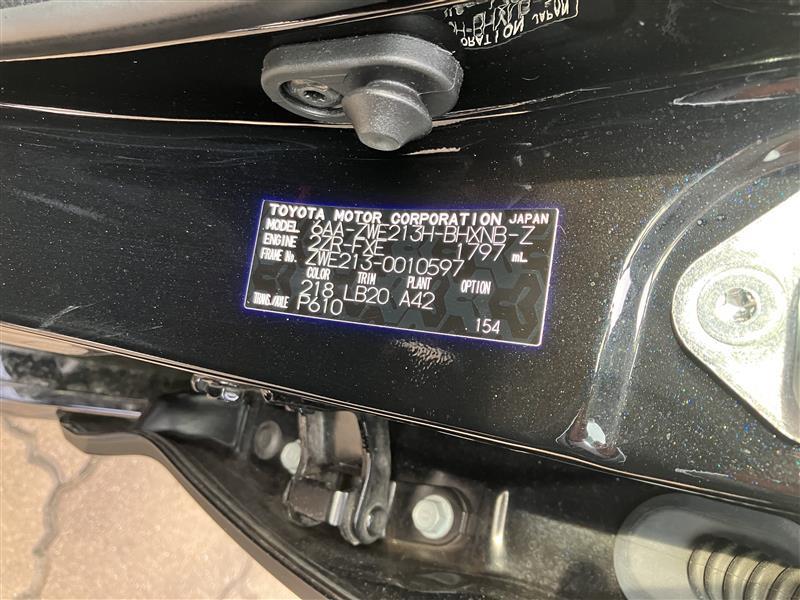 TOYOTA MOTOR CORPORATION JAPAN
MODEL 6AA-ZWE213H-BHXNB-Z
ENGINE 2ZR-FXE 1797 mL
FRAME No. ZWE213-0010597
COLOR TRIM PLANT OPTION
218 LB20 A42
TRANS./AXLE P610
154